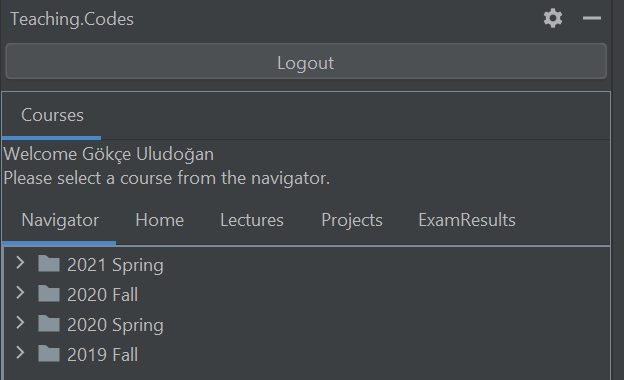 Teaching.Codes
Logout
Courses
Welcome Gökçe Uludoğan
Please select a course from the navigator.
Navigator Home Lectures Projects ExamResults
2021 Spring
2020 Fall
2020 Spring
2019 Fall